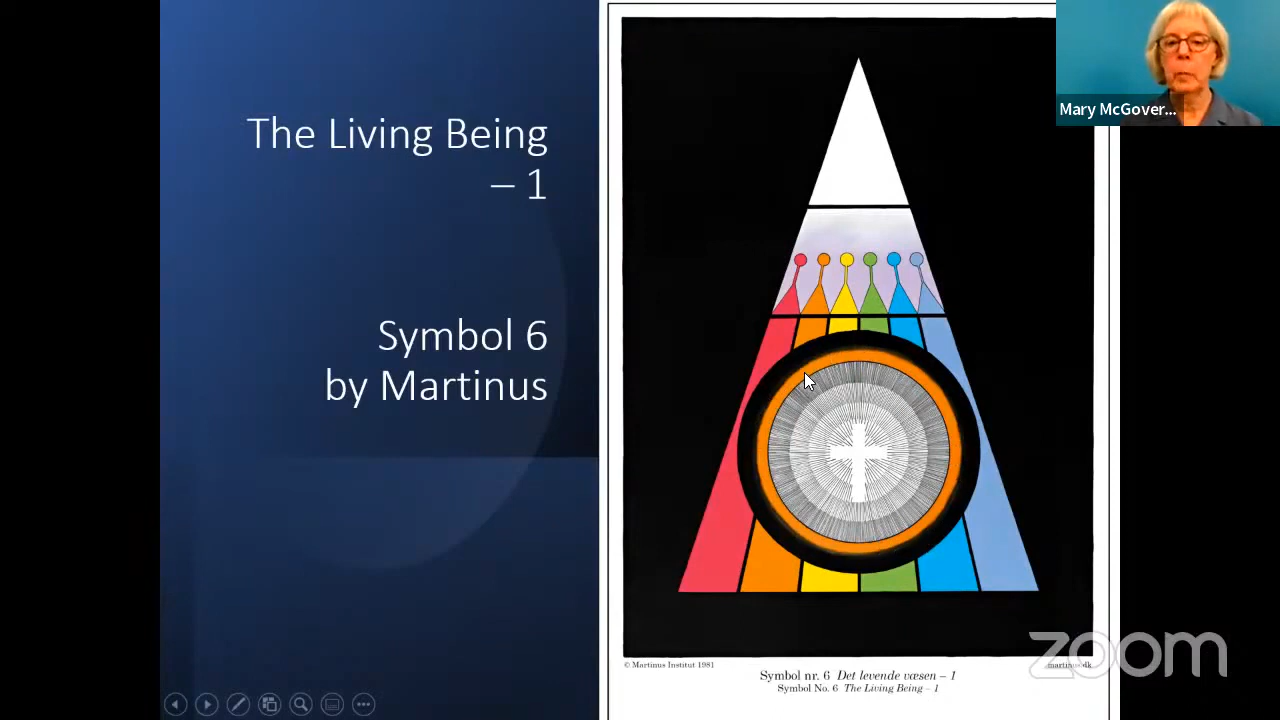 The Living Being
– 1
Symbol 6
by Martinus
Mary McGover...
© Martinus Institut 1981
martinus.dk
Symbol nr. 6 Det levende væsen – 1
Symbol No. 6 The Living Being – 1
zoom